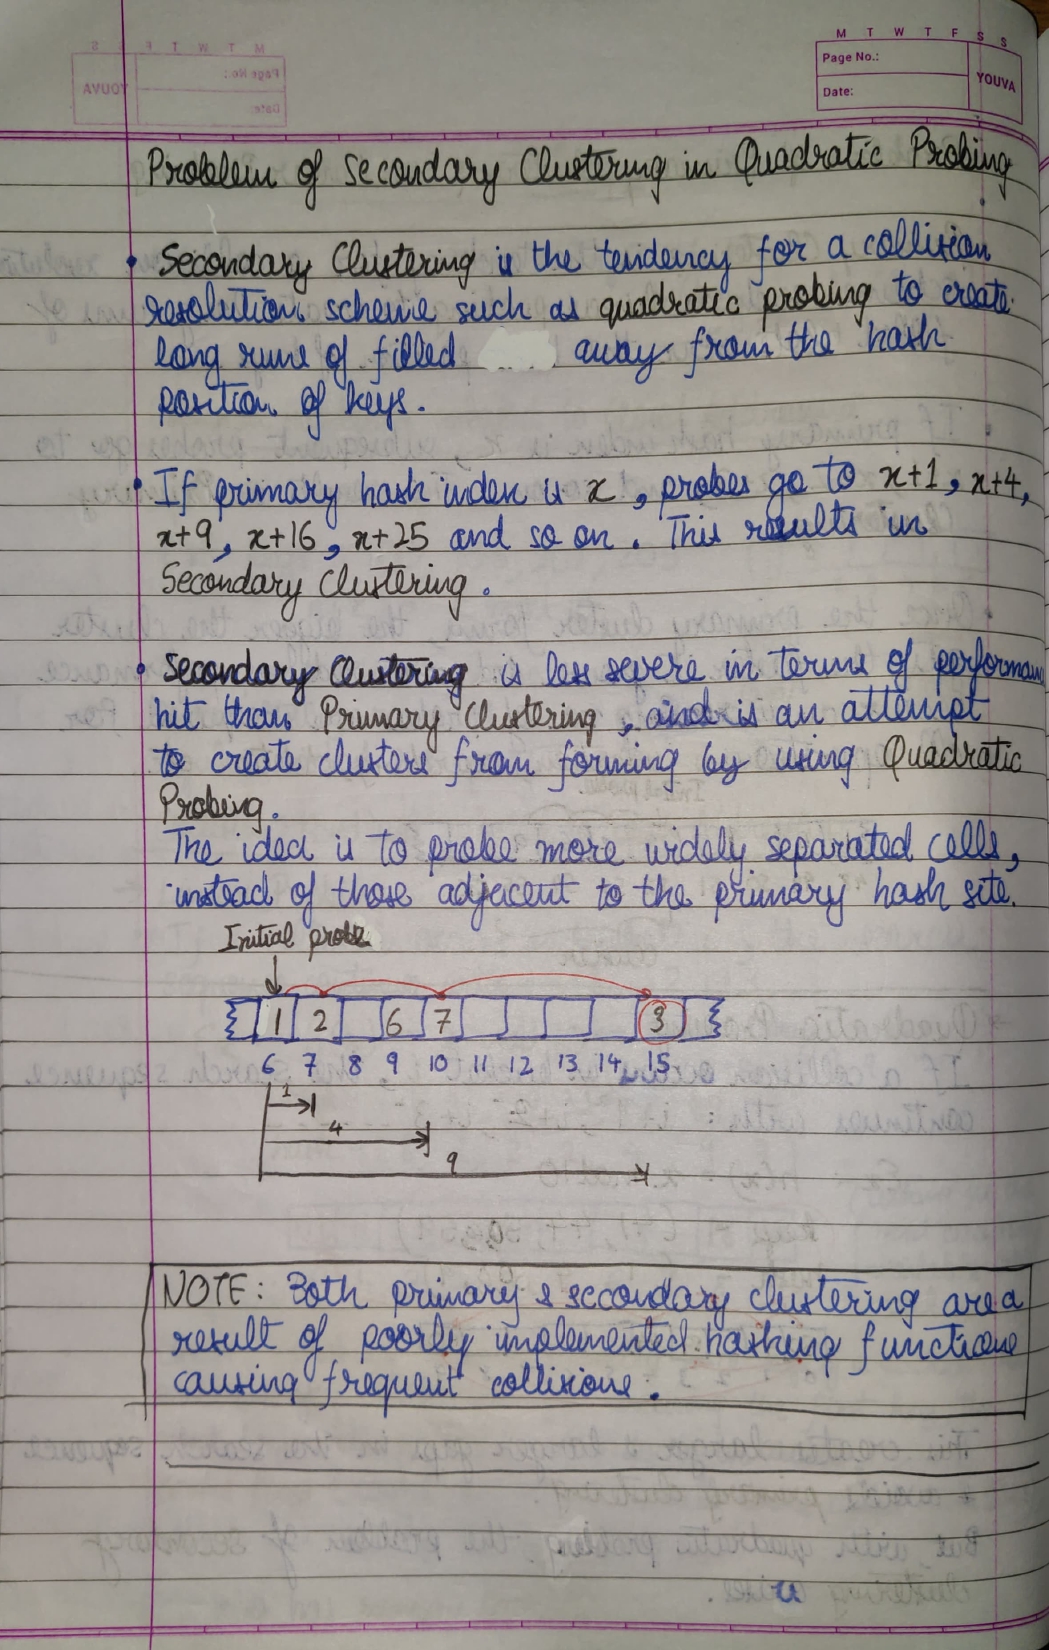 M T W T F S S
Page No.:
Date:
YOUVA
Problem of Secondary Clustering in Quadratic Probing
• Secondary Clustering is the tendency for a collision
resolution scheme such as quadratic probing to create
long runs of filled away from the hash
position of keys.
• If primary hash index is x, probes go to x+1, x+4,
x+9, x+16, x+25 and so on. This results in
Secondary Clustering.
• Secondary Clustering is less severe in terms of performan
hit than Primary Clustering, and is an attempt
to create clusters from forming by using Quadratic
Probing.
The idea is to probe more widely separated cells,
instead of those adjacent to the primary hash site.
Initial probe
1 2 6 7 3
6 7 8 9 10 11 12 13 14 15
1
4
9
NOTE: Both primary & secondary clustering are a
result of poorly implemented hashing functions
causing frequent collisions.